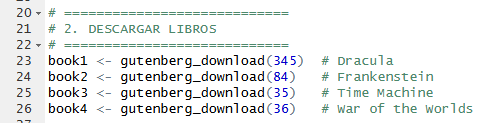 20 # =============================
21 # 2. DESCARGAR LIBROS
22 # =============================
23 book1 <- gutenberg_download(345)  # Dracula
24 book2 <- gutenberg_download(84)   # Frankenstein
25 book3 <- gutenberg_download(35)   # Time Machine
26 book4 <- gutenberg_download(36)   # War of the Worlds